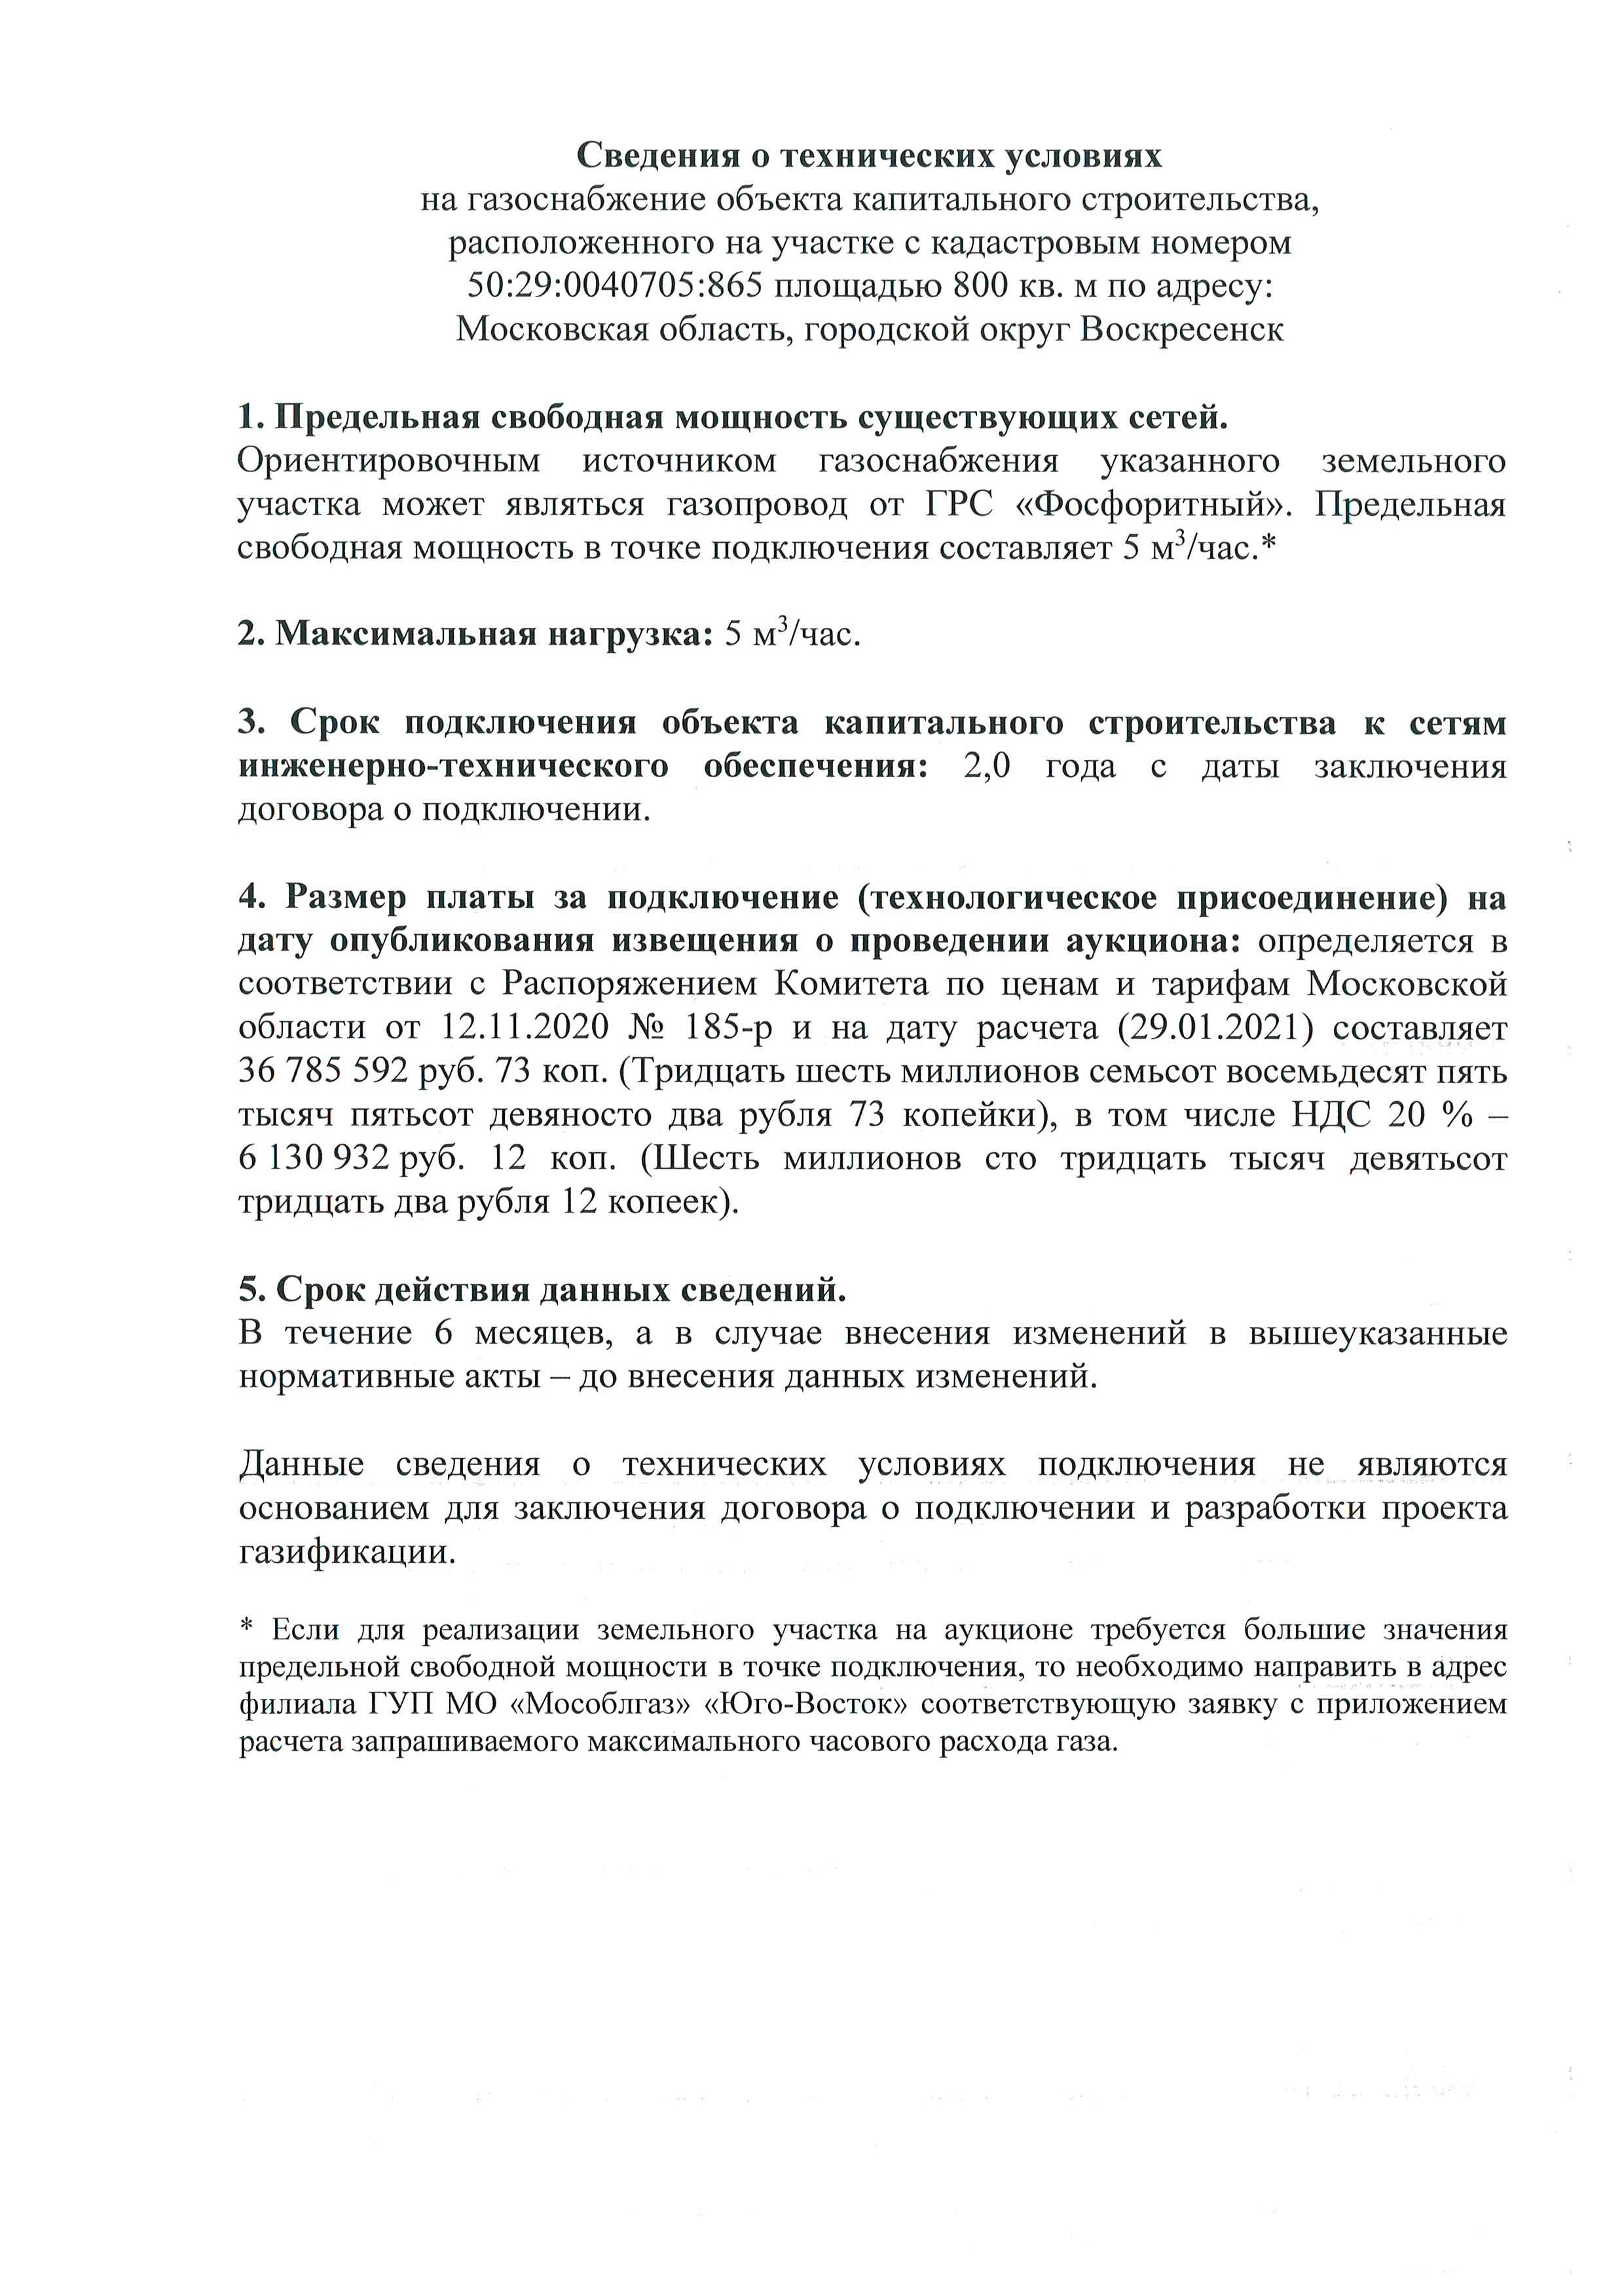 Сведения о технических условиях
на газоснабжение объекта капитального строительства,
расположенного на участке с кадастровым номером
50:29:0040705:865 площадью 800 кв. м по адресу:
Московская область, городской округ Воскресенск
1. Предельная свободная мощность существующих сетей.
Ориентировочным источником газоснабжения указанного земельного
участка может являться газопровод от ГРС «Фосфоритный». Предельная
свободная мощность в точке подключения составляет 5 м³/час.*
2. Максимальная нагрузка: 5 м³/час.
3. Срок подключения объекта капитального строительства к сетям
инженерно-технического обеспечения: 2,0 года с даты заключения
договора о подключении.
4. Размер платы за подключение (технологическое присоединение) на
дату опубликования извещения о проведении аукциона: определяется в
соответствии с Распоряжением Комитета по ценам и тарифам Московской
области от 12.11.2020 № 185-р и на дату расчета (29.01.2021) составляет
36 785 592 руб. 73 коп. (Тридцать шесть миллионов семьсот восемьдесят пять
тысяч пятьсот девяносто два рубля 73 копейки), в том числе НДС 20 % –
6 130 932 руб. 12 коп. (Шесть миллионов сто тридцать тысяч девятьсот
тридцать два рубля 12 копеек).
5. Срок действия данных сведений.
В течение 6 месяцев, а в случае внесения изменений в вышеуказанные
нормативные акты – до внесения данных изменений.
Данные сведения о технических условиях подключения не являются
основанием для заключения договора о подключении и разработки проекта
газификации.
* Если для реализации земельного участка на аукционе требуется большие значения
предельной свободной мощности в точке подключения, то необходимо направить в адрес
филиала ГУП МО «Мособлгаз» «Юго-Восток» соответствующую заявку с приложением
расчета запрашиваемого максимального часового расхода газа.